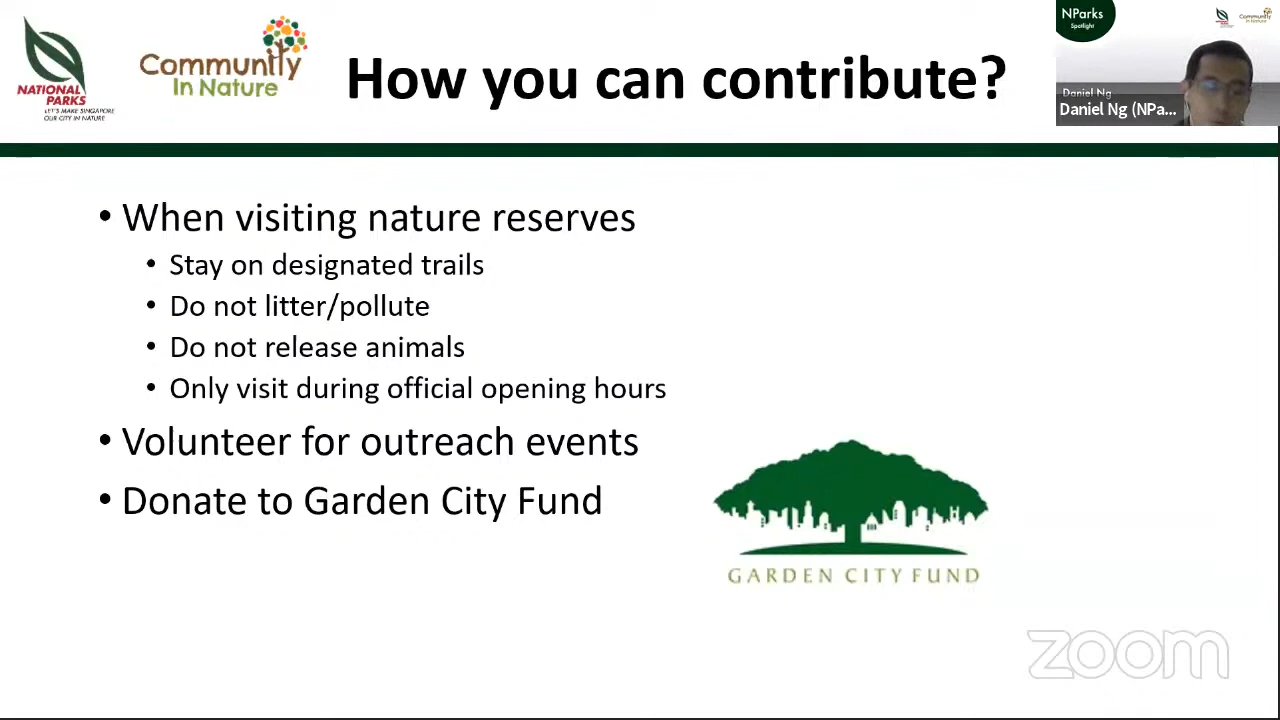 NATIONAL
PARKS
LET'S MAKE SINGAPORE
OUR CITY IN NATURE
Community
In Nature
How you can contribute?
NParks
Spotlight
Community
In Nature
Daniel Ng
Daniel Ng (NPa...
• When visiting nature reserves
• Stay on designated trails
• Do not litter/pollute
• Do not release animals
• Only visit during official opening hours
• Volunteer for outreach events
• Donate to Garden City Fund
GARDEN CITY FUND
zoom